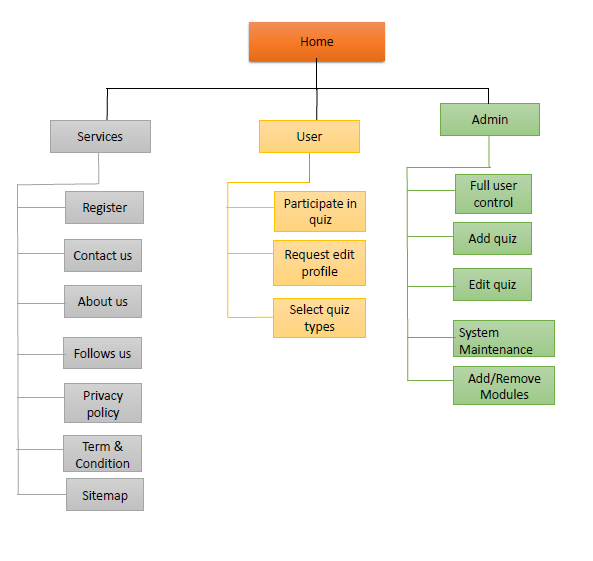 Home
Services
User
Admin
Register
Contact us
About us
Follows us
Privacy
policy
Term &
Condition
Sitemap
Participate in
quiz
Request edit
profile
Select quiz
types
Full user
control
Add quiz
Edit quiz
System
Maintenance
Add/Remove
Modules